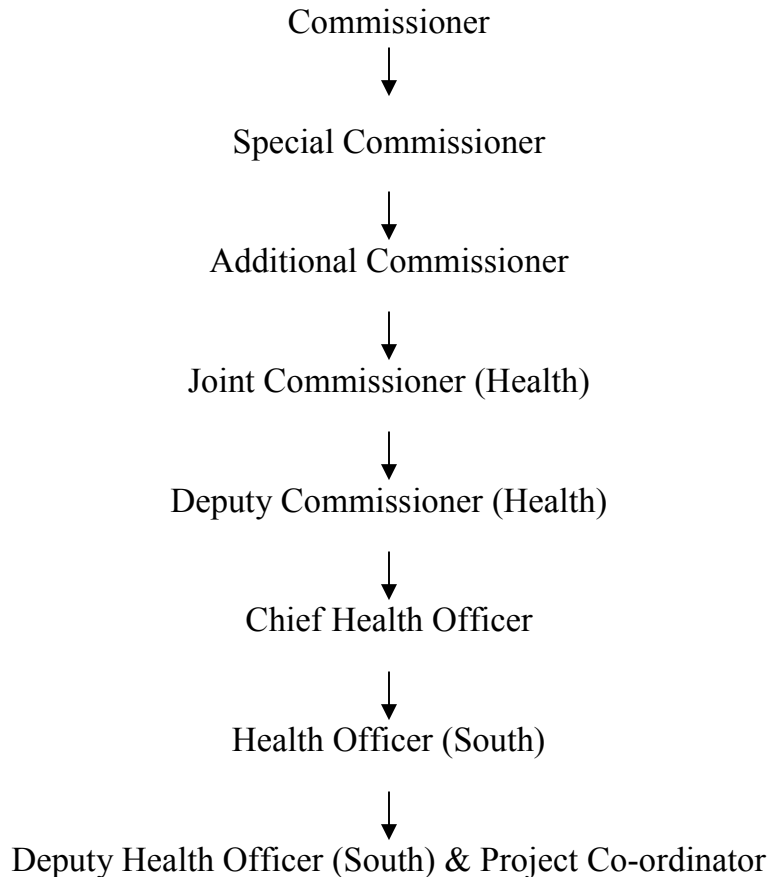 Commissioner
Special Commissioner
Additional Commissioner
Joint Commissioner (Health)
Deputy Commissioner (Health)
Chief Health Officer
Health Officer (South)
Deputy Health Officer (South) & Project Co-ordinator